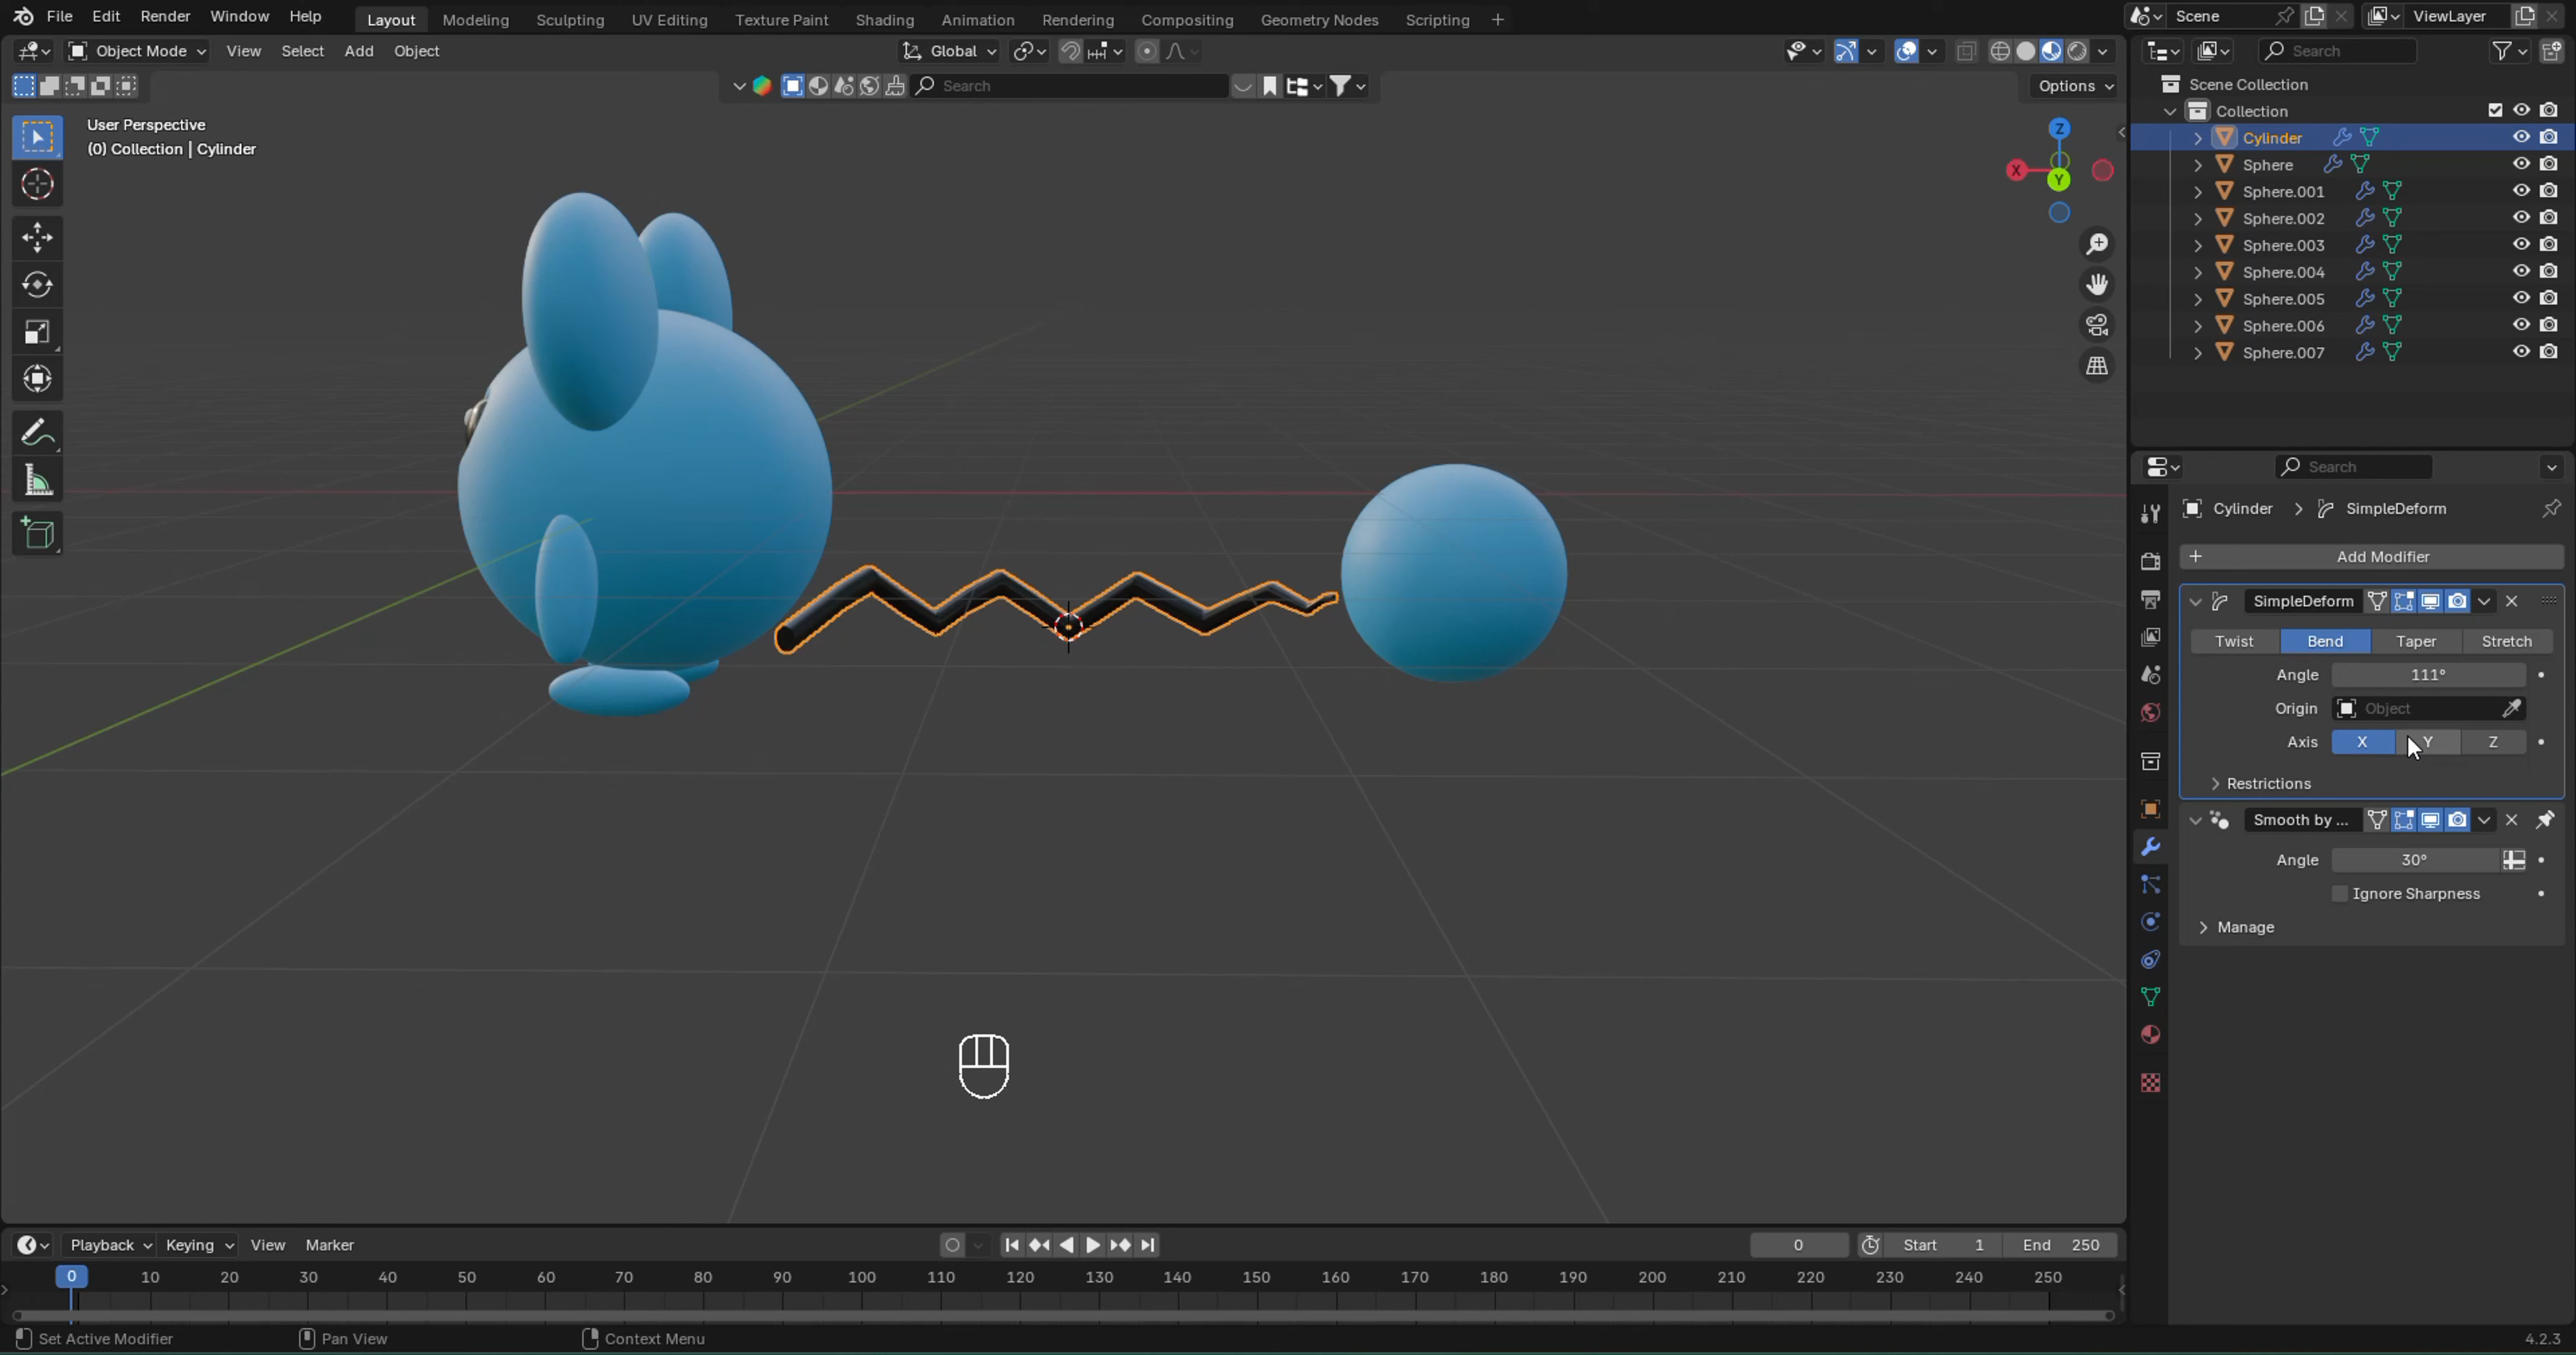 File Edit Render Window Help Layout Modeling Sculpting UV Editing Texture Paint Shading Animation Rendering Compositing Geometry Nodes Scripting + Scene ViewLayer
Object Mode View Select Add Object Global Search
Search Options
User Perspective
(0) Collection | Cylinder
Z
X
Y
Scene Collection
Collection
Cylinder
Sphere
Sphere.001
Sphere.002
Sphere.003
Sphere.004
Sphere.005
Sphere.006
Sphere.007
Search
Cylinder > SimpleDeform
+ Add Modifier
SimpleDeform
Twist Bend Taper Stretch
Angle 111°
Origin Object
Axis X Y Z
Restrictions
Smooth by ...
Angle 30°
Ignore Sharpness
Manage
Playback Keying View Marker 0 Start 1 End 250
0 10 20 30 40 50 60 70 80 90 100 110 120 130 140 150 160 170 180 190 200 210 220 230 240 250
Set Active Modifier Pan View Context Menu 4.2.3